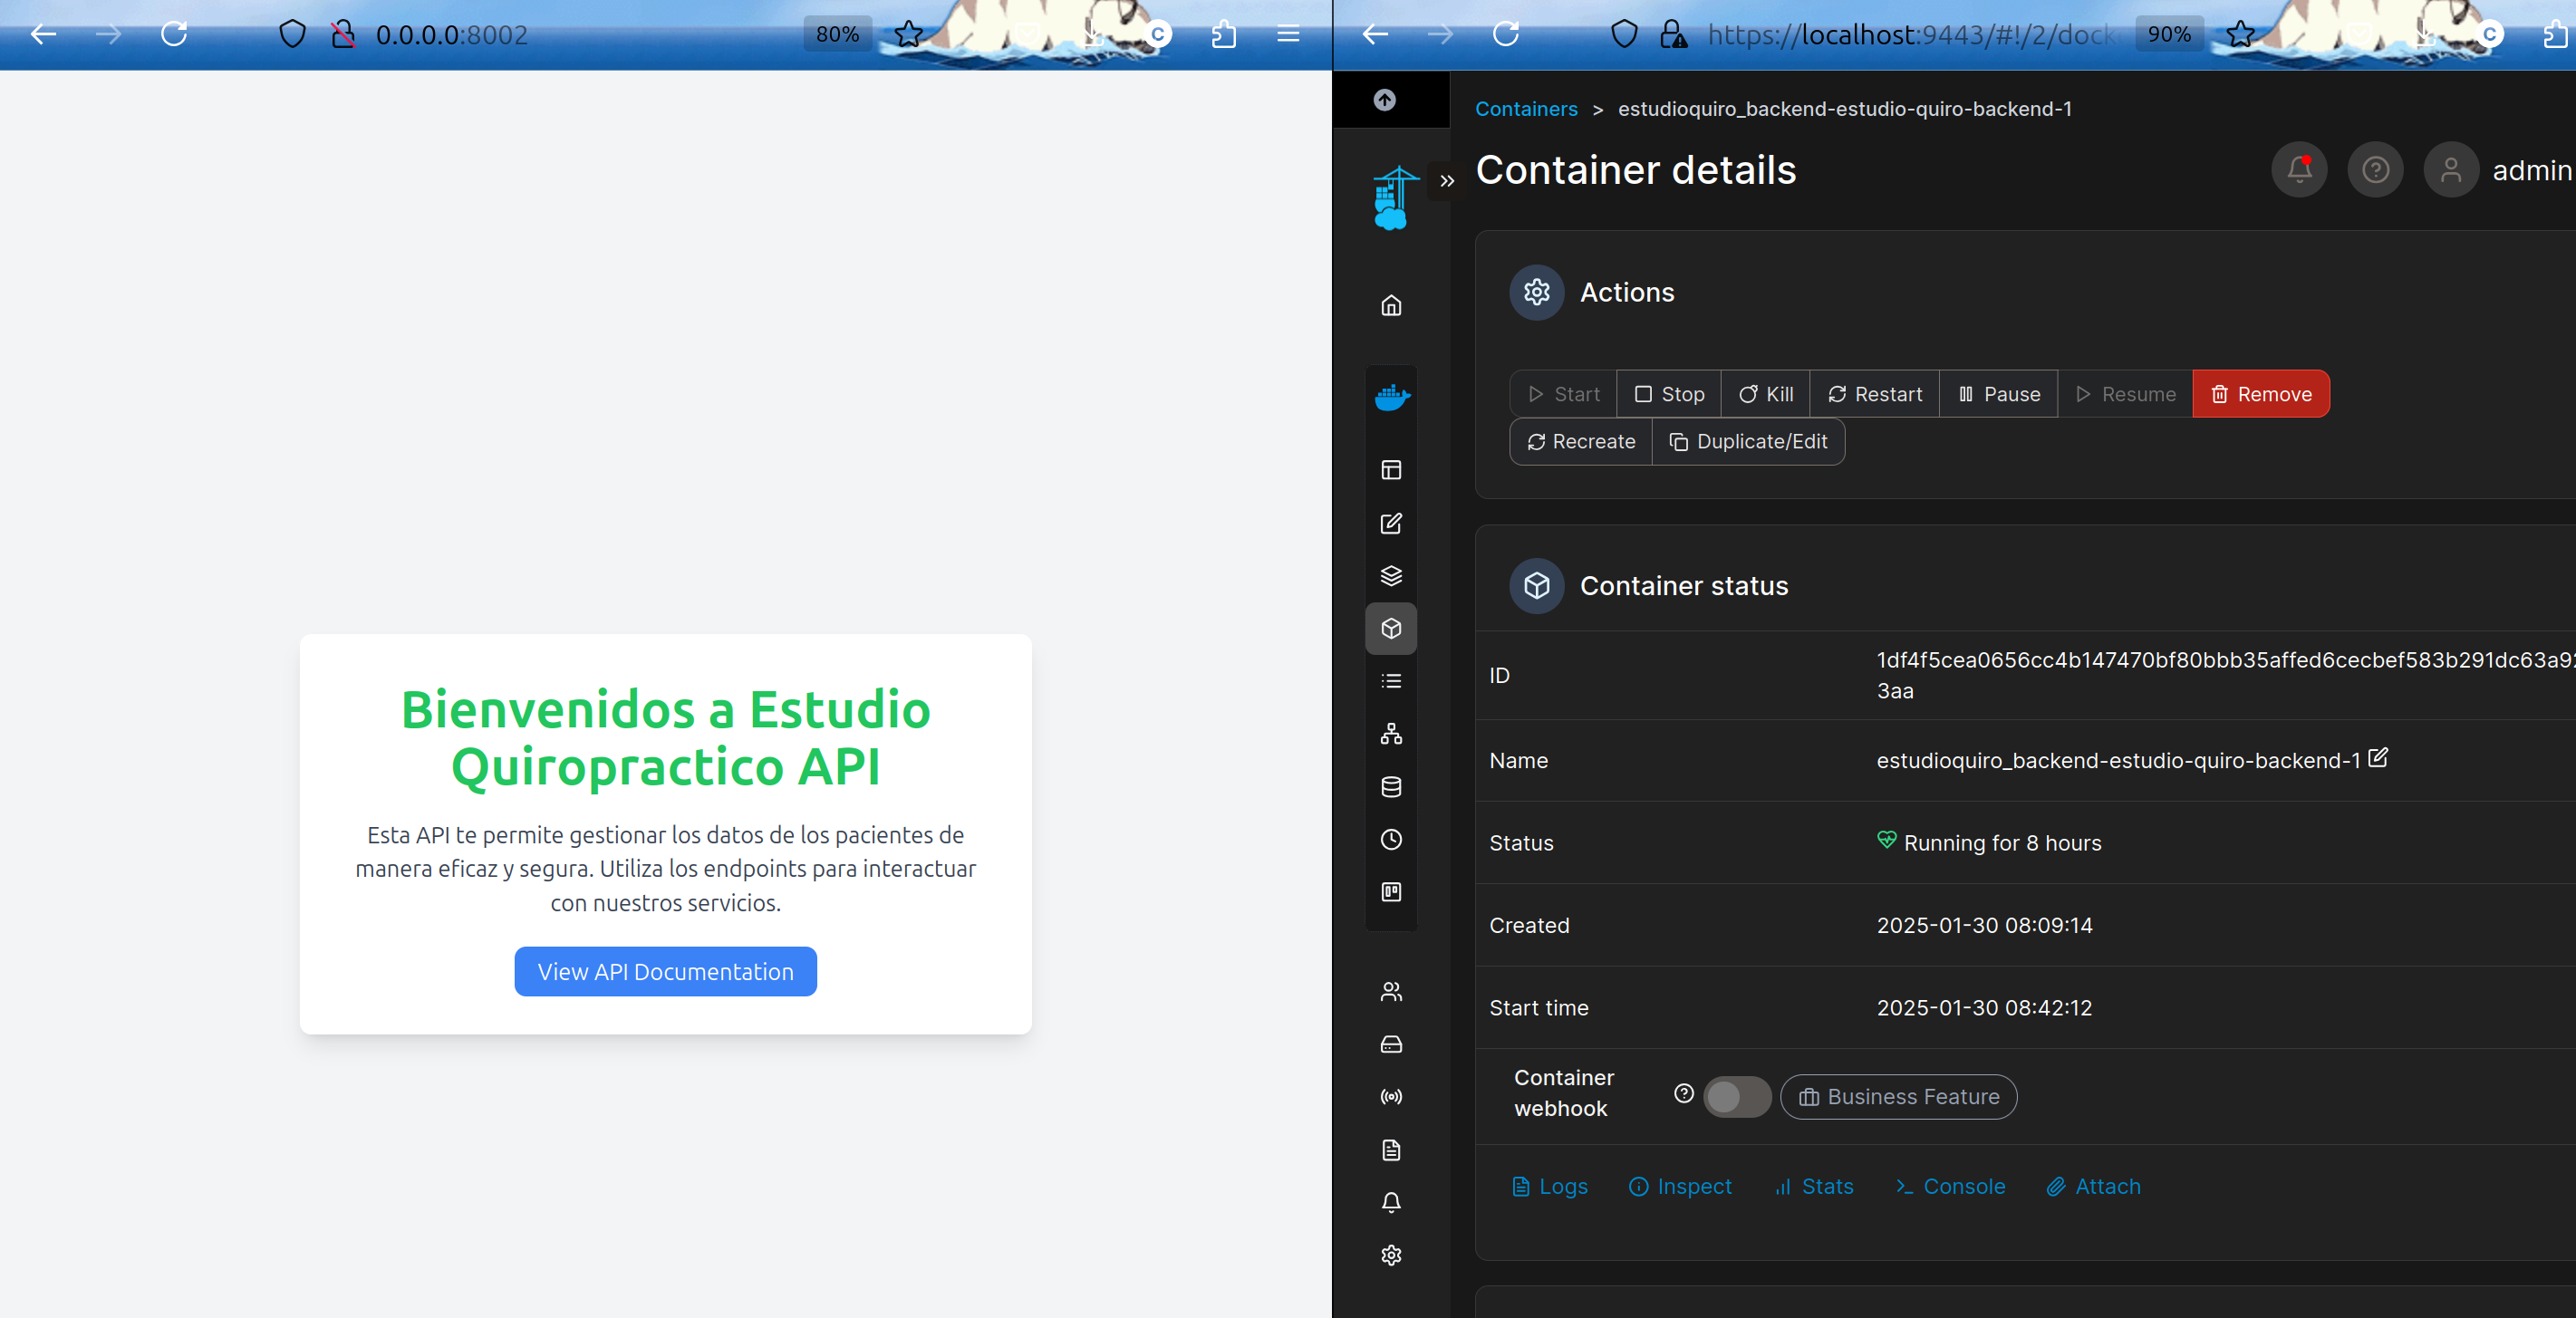 0.0.0.0:8002
80%
C
Bienvenidos a Estudio
Quiropractico API
Esta API te permite gestionar los datos de los pacientes de
manera eficaz y segura. Utiliza los endpoints para interactuar
con nuestros servicios.
View API Documentation
https://localhost:9443/#!/2/dock
90%
C
Containers > estudioquiro_backend-estudio-quiro-backend-1
Container details
admin
Actions
Start Stop Kill Restart Pause Resume Remove
Recreate Duplicate/Edit
Container status
ID
1df4f5cea0656cc4b147470bf80bbb35affed6cecbef583b291dc63a92
3aa
Name estudioquiro_backend-estudio-quiro-backend-1
Status Running for 8 hours
Created 2025-01-30 08:09:14
Start time 2025-01-30 08:42:12
Container
webhook
Business Feature
Logs Inspect Stats Console Attach